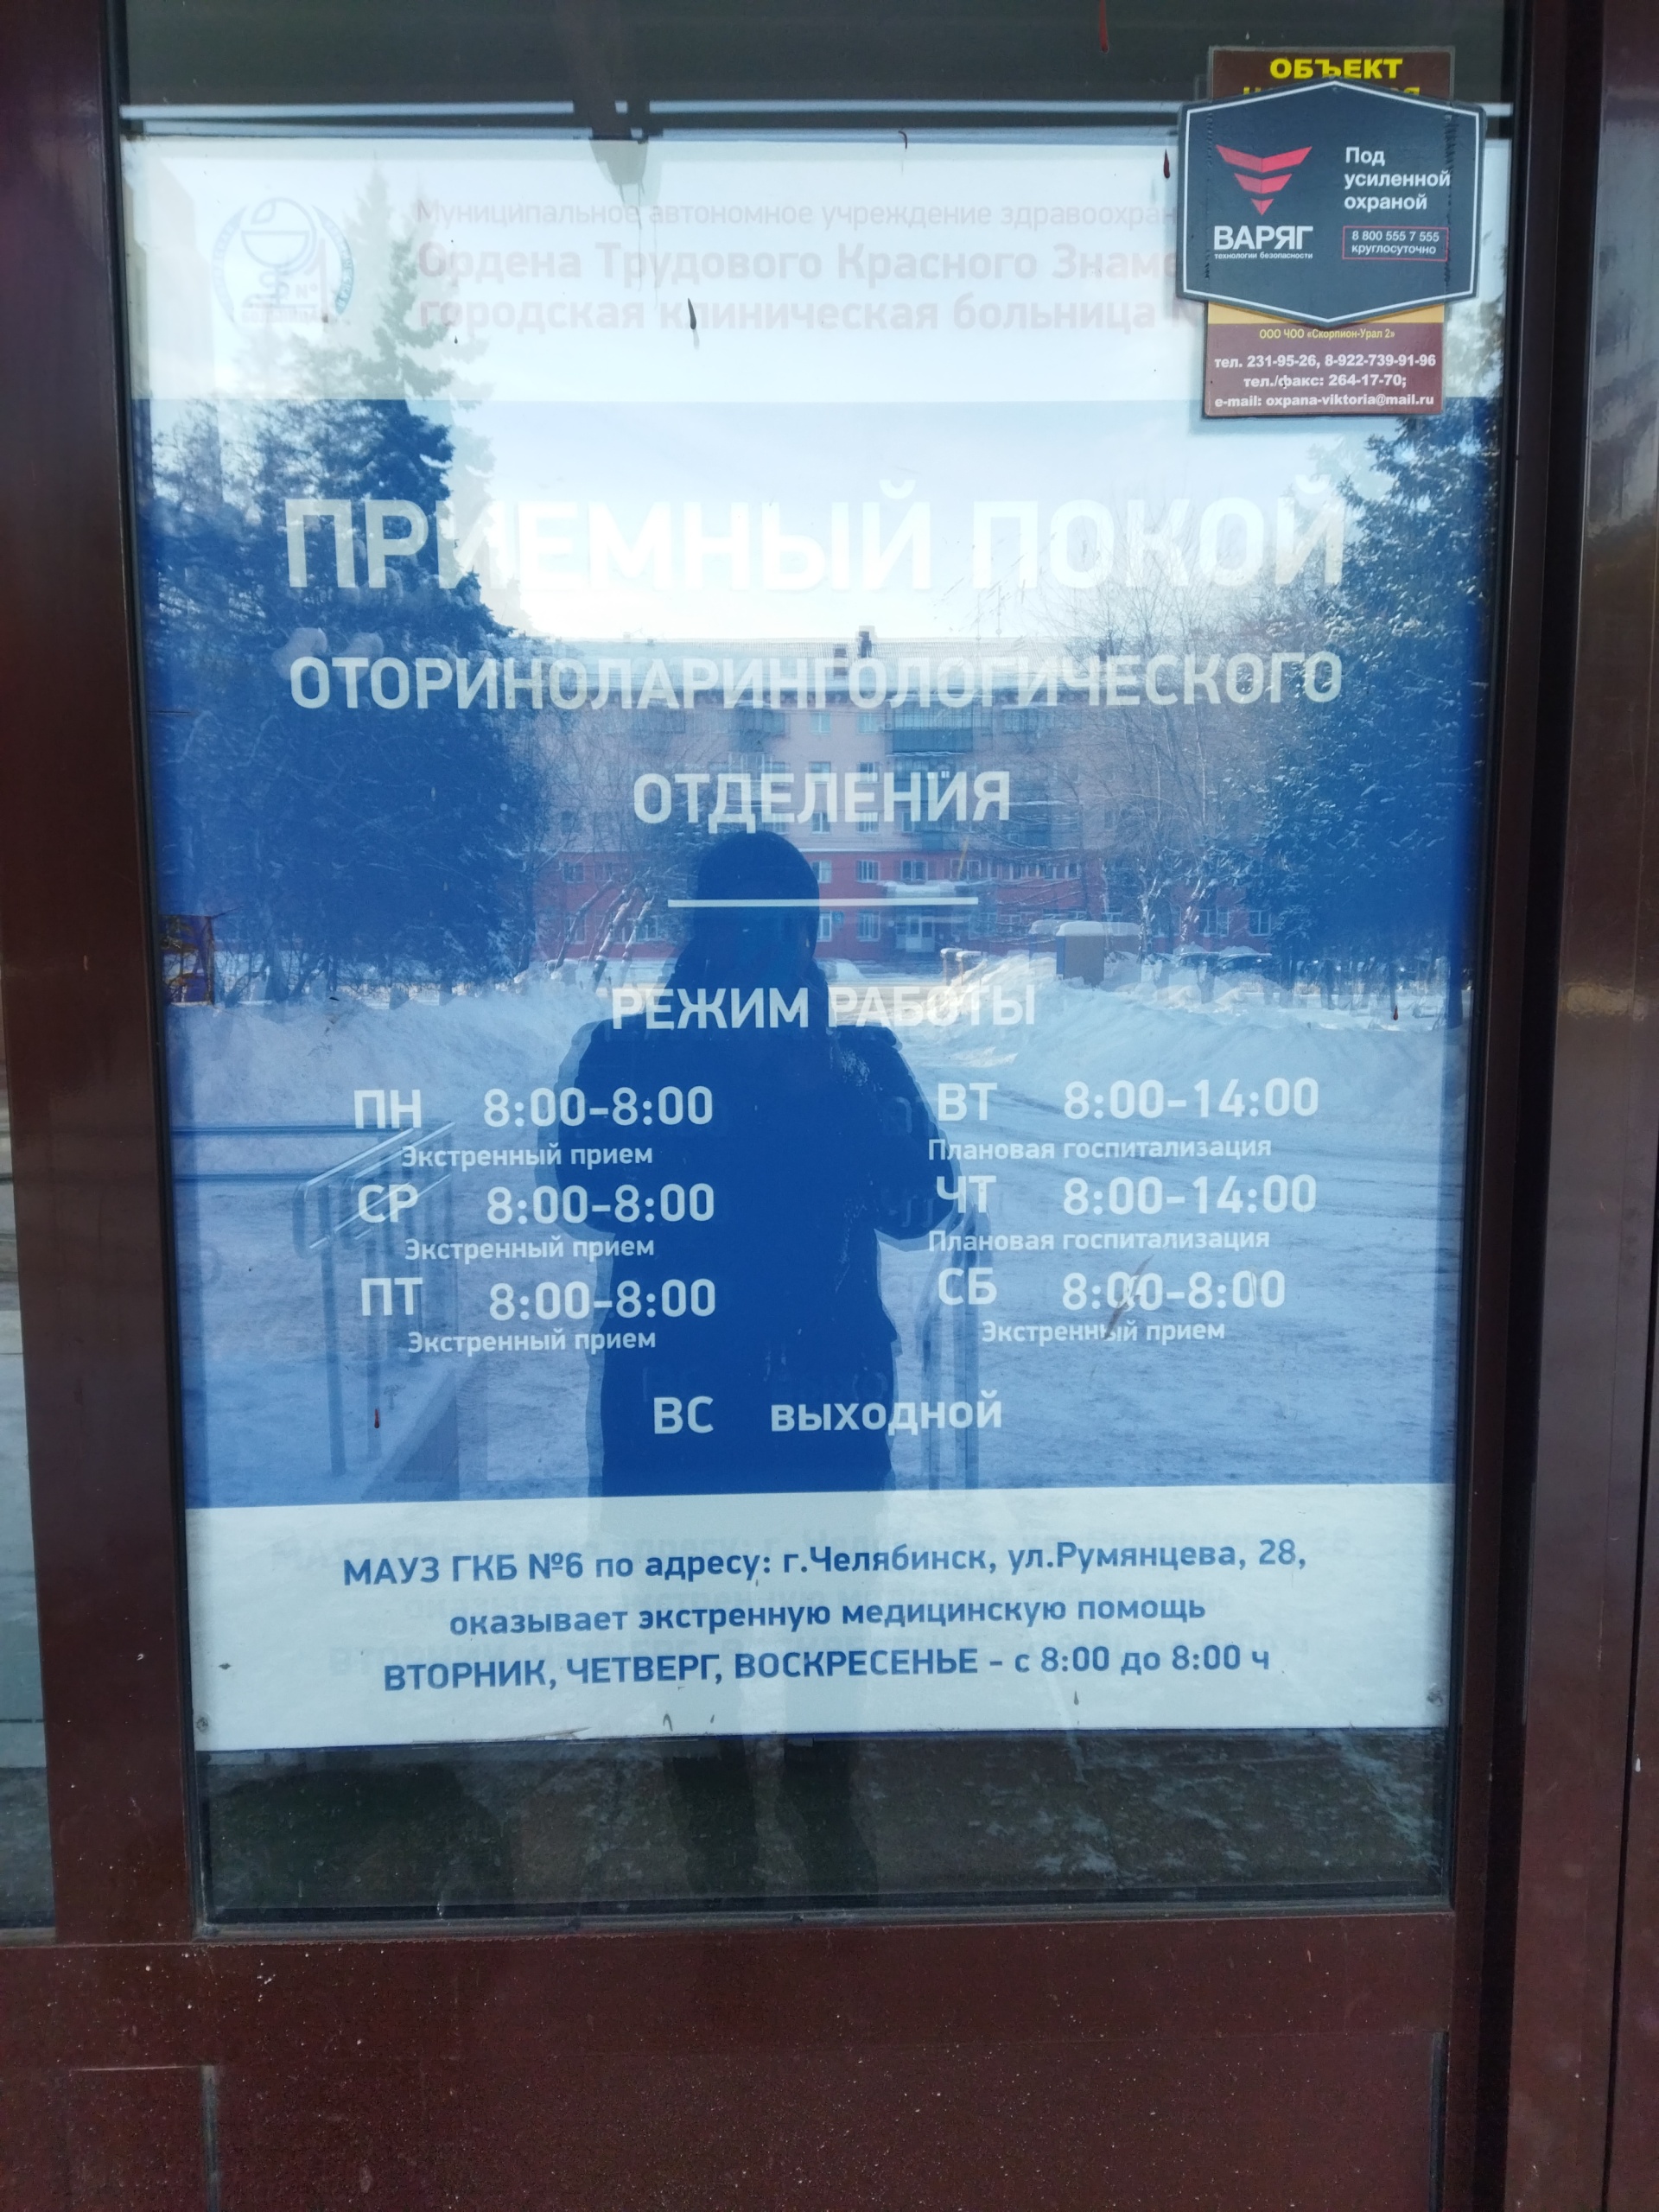 ОБЪЕКТ
Под
усиленной
охраной
ВАРЯГ
технологии безопасности
8 800 555 7 555
круглосуточно
ООО ЧОО «Скорпион-Урал 2»
тел. 231-95-26, 8-922-739-91-96
тел./факс: 264-17-70;
e-mail: oxpana-viktoria@mail.ru
Муниципальное автономное учреждение
Ордена Трудового Красного
городская клиническая больница
ПРИЕМНЫЙ ПОКОЙ
ОТОРИНОЛАРИНГОЛОГИЧЕСКОГО
ОТДЕЛЕНИЯ
РЕЖИМ РАБОТЫ
ПН 8:00-8:00
Экстренный прием
СР 8:00-8:00
Экстренный прием
ПТ 8:00-8:00
Экстренный прием
ВТ 8:00-14:00
Плановая госпитализация
ЧТ 8:00-14:00
Плановая госпитализация
СБ 8:00-8:00
Экстренный прием
ВС выходной
МАУЗ ГКБ №6 по адресу: г.Челябинск, ул.Румянцева, 28,
оказывает экстренную медицинскую помощь
ВТОРНИК, ЧЕТВЕРГ, ВОСКРЕСЕНЬЕ - с 8:00 до 8:00 ч